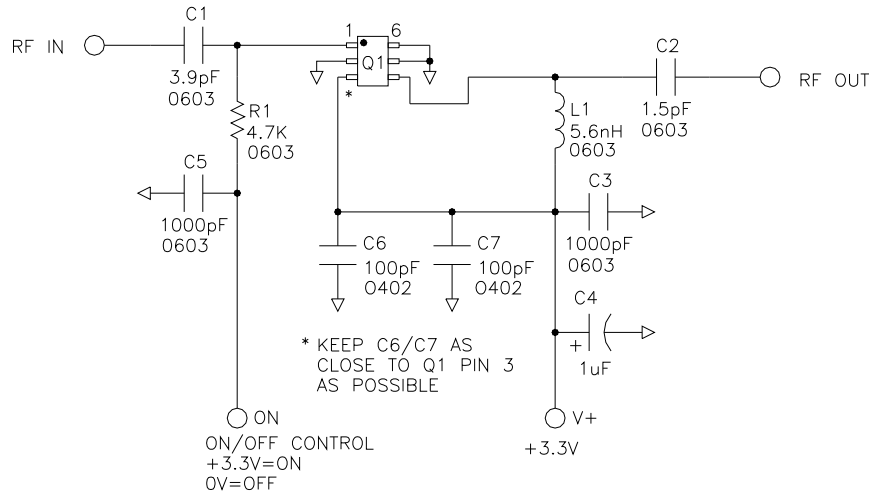 C1
RF IN
3.9pF
0603
1
6
Q1
*
C2
RF OUT
1.5pF
0603
R1
4.7K
0603
L1
5.6nH
0603
C5
1000pF
0603
C3
1000pF
0603
C6
100pF
0402
C7
100pF
0402
C4
+
1uF
* KEEP C6/C7 AS
CLOSE TO Q1 PIN 3
AS POSSIBLE
ON
ON/OFF CONTROL
+3.3V=ON
0V=OFF
V+
+3.3V